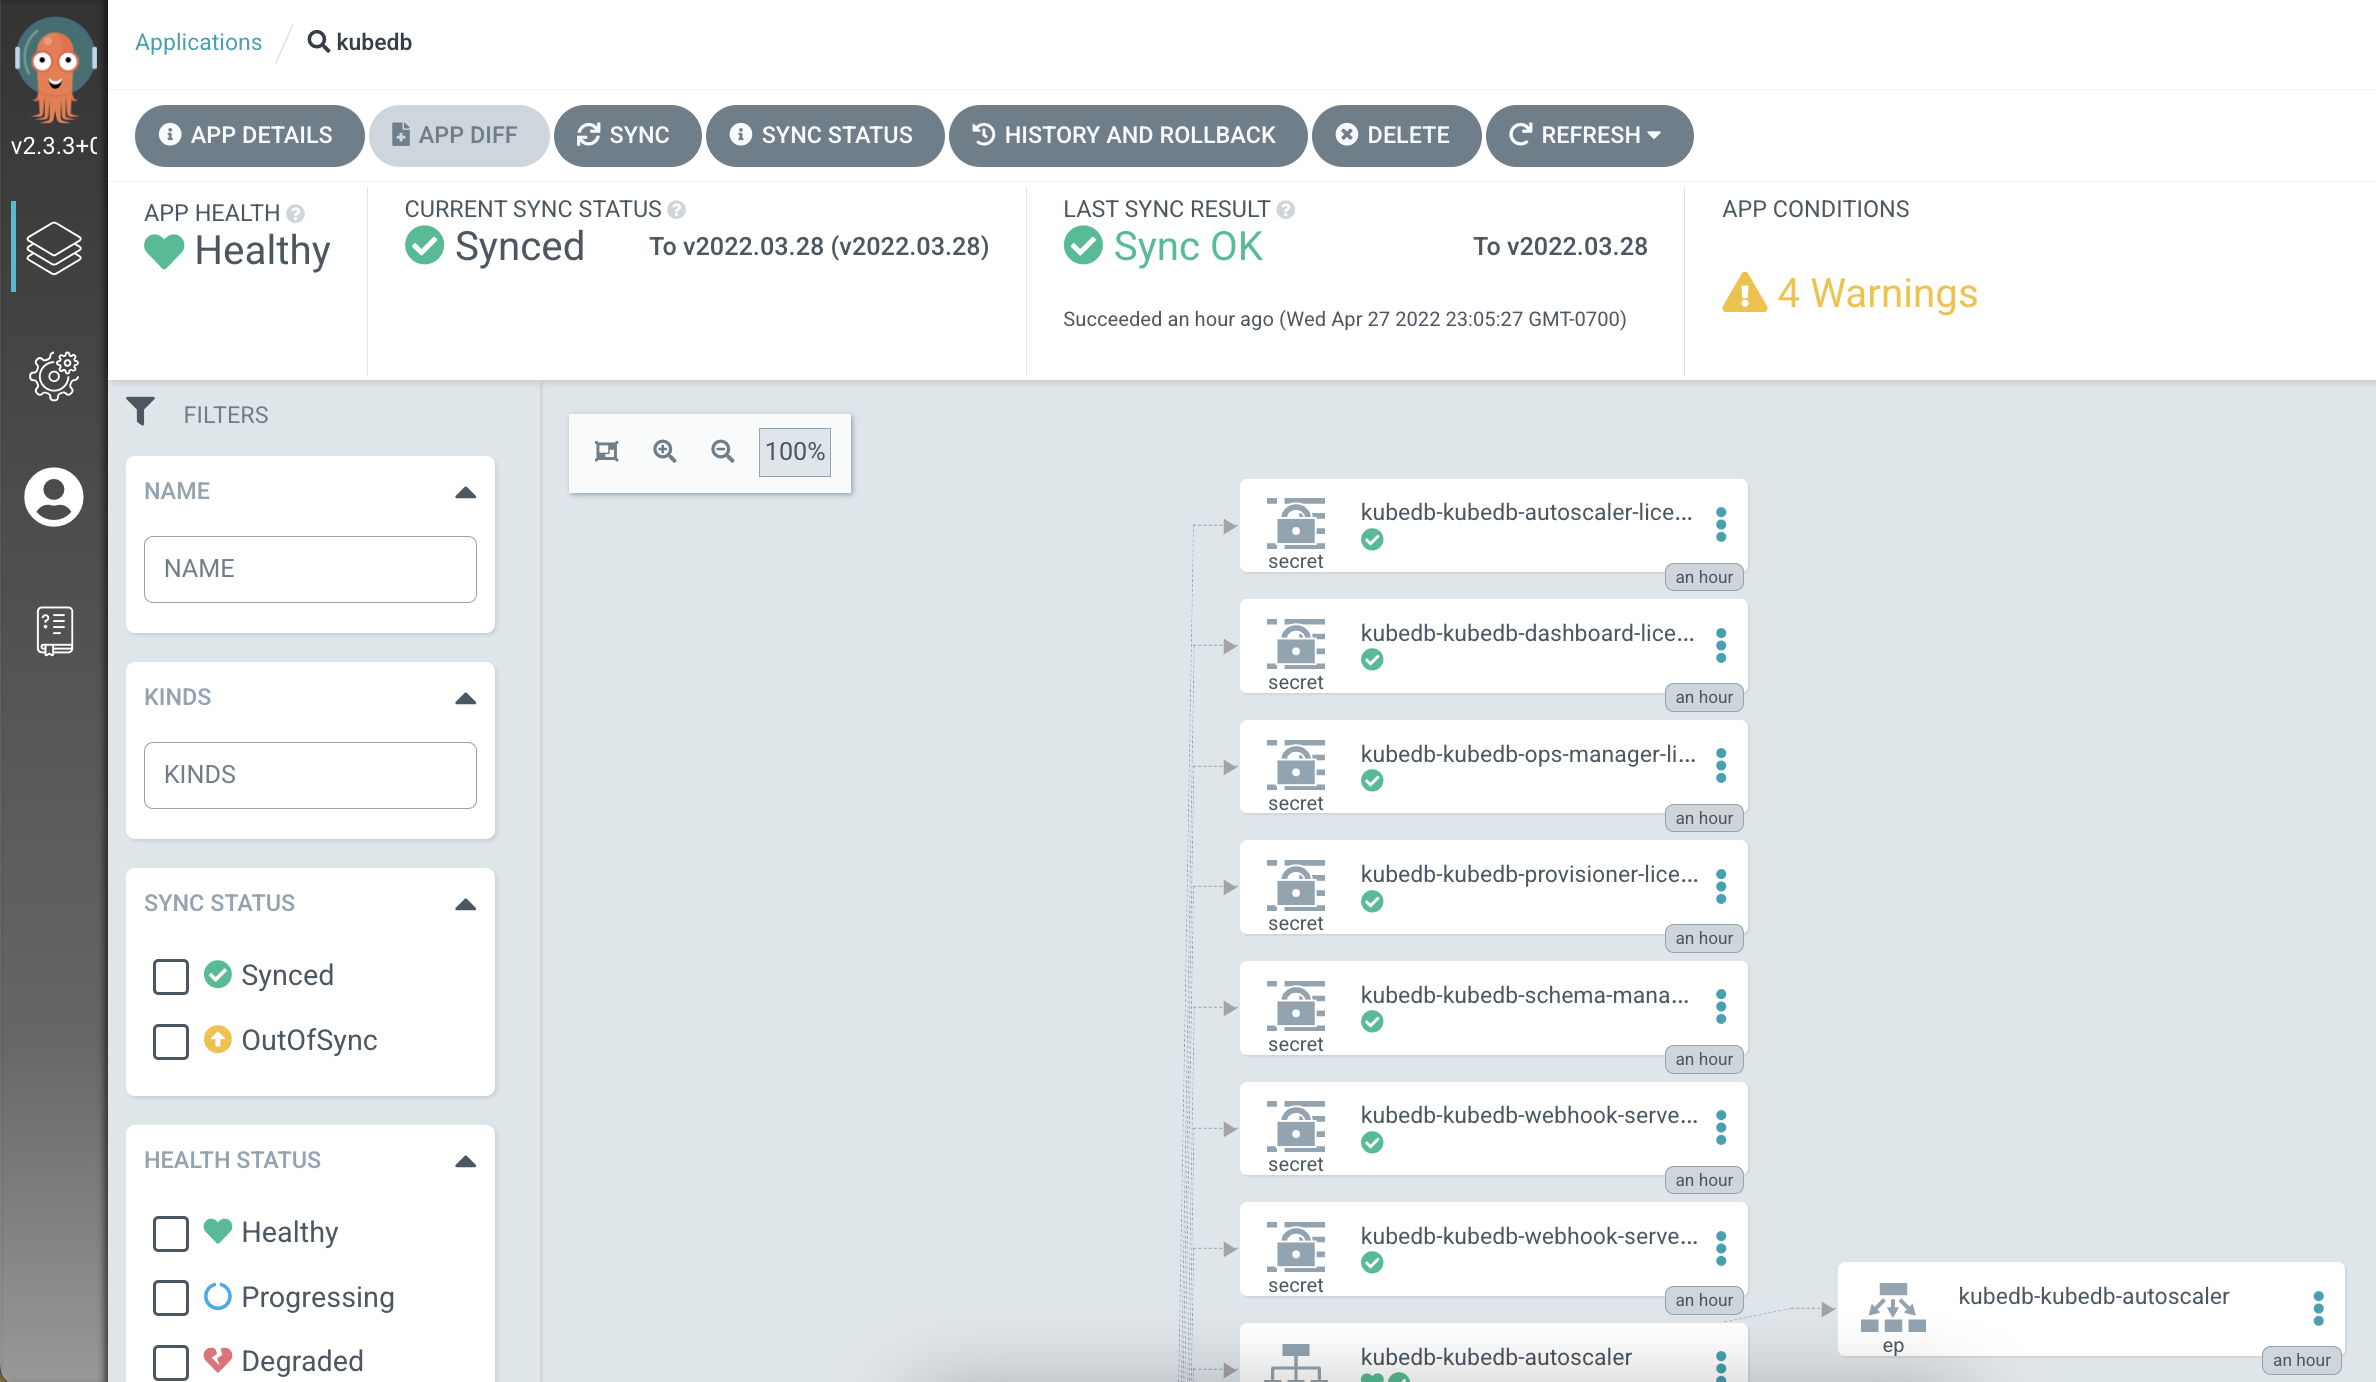 v2.3.3+0
Applications
kubedb
APP DETAILS
APP DIFF
SYNC
SYNC STATUS
HISTORY AND ROLLBACK
DELETE
REFRESH
APP HEALTH
Healthy
CURRENT SYNC STATUS
Synced
To v2022.03.28 (v2022.03.28)
LAST SYNC RESULT
Sync OK
To v2022.03.28
Succeeded an hour ago (Wed Apr 27 2022 23:05:27 GMT-0700)
APP CONDITIONS
4 Warnings
FILTERS
NAME
NAME
KINDS
KINDS
SYNC STATUS
Synced
OutOfSync
HEALTH STATUS
Healthy
Progressing
Degraded
100%
kubedb-kubedb-autoscaler-lice...
secret
an hour
kubedb-kubedb-dashboard-lice...
secret
an hour
kubedb-kubedb-ops-manager-li...
secret
an hour
kubedb-kubedb-provisioner-lice...
secret
an hour
kubedb-kubedb-schema-mana...
secret
an hour
kubedb-kubedb-webhook-serve...
secret
an hour
kubedb-kubedb-webhook-serve...
secret
an hour
kubedb-kubedb-autoscaler
kubedb-kubedb-autoscaler
ep
an hour